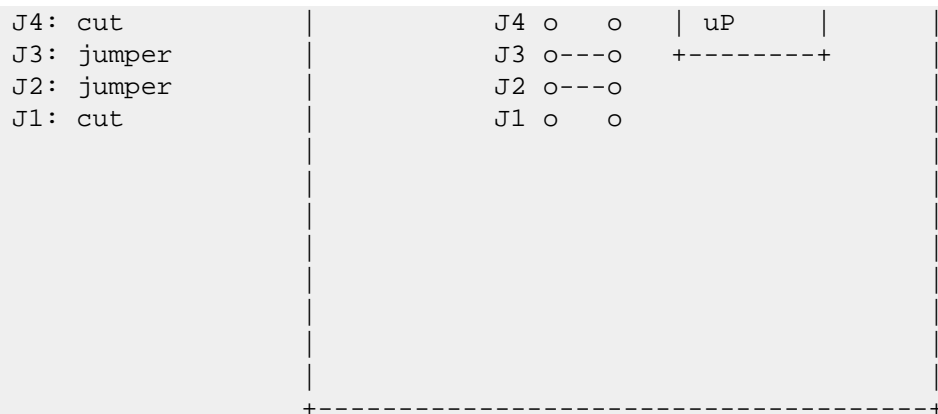 J4: cut | J4 o   o   | uP     |      |
J3: jumper | J3 o---o   +--------+      |
J2: jumper | J2 o---o                   |
J1: cut | J1 o   o                   |
| |
| |
| |
| |
| |
| |
| |
| |
+--------------------------------------+